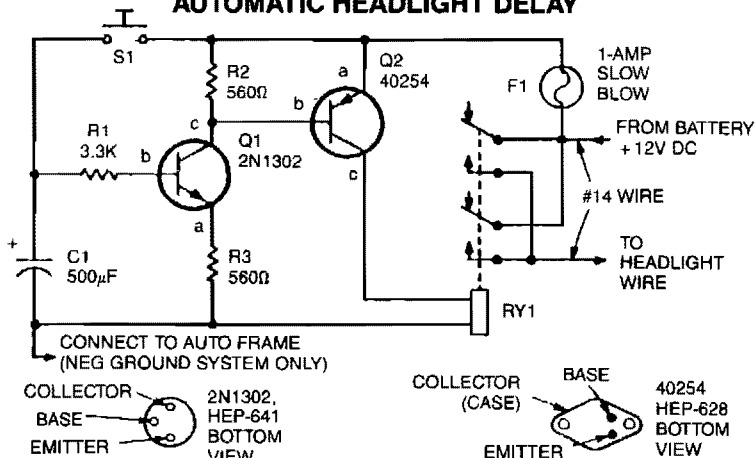 AUTOMATIC HEADLIGHT DELAY
S1
R2
560Ω
Q2
40254
a
b
c
F1
1-AMP
SLOW
BLOW
R1
3.3K
b
c
Q1
2N1302
a
FROM BATTERY
+12V DC
#14 WIRE
TO
HEADLIGHT
WIRE
+
C1
500μF
R3
560Ω
RY1
CONNECT TO AUTO FRAME
(NEG GROUND SYSTEM ONLY)
COLLECTOR
BASE
EMITTER
2N1302,
HEP-641
BOTTOM
VIEW
COLLECTOR
(CASE)
BASE
EMITTER
40254
HEP-628
BOTTOM
VIEW